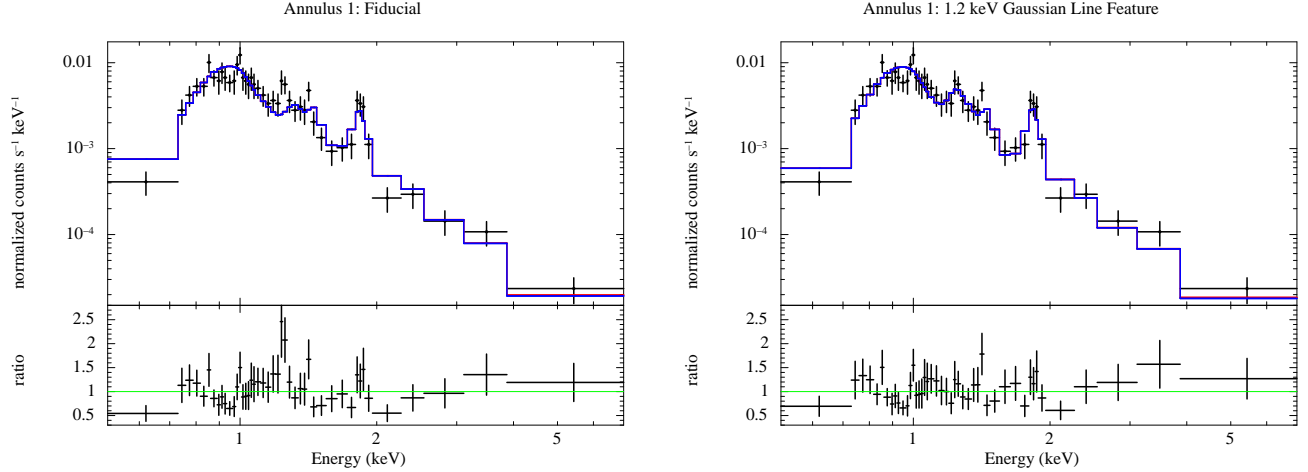 Annulus 1: Fiducial
0.01
10⁻³
10⁻⁴
normalized counts s⁻¹ keV⁻¹
2.5
2
1.5
1
0.5
ratio
1
2
5
Energy (keV)
Annulus 1: 1.2 keV Gaussian Line Feature
0.01
10⁻³
10⁻⁴
normalized counts s⁻¹ keV⁻¹
2.5
2
1.5
1
0.5
ratio
1
2
5
Energy (keV)